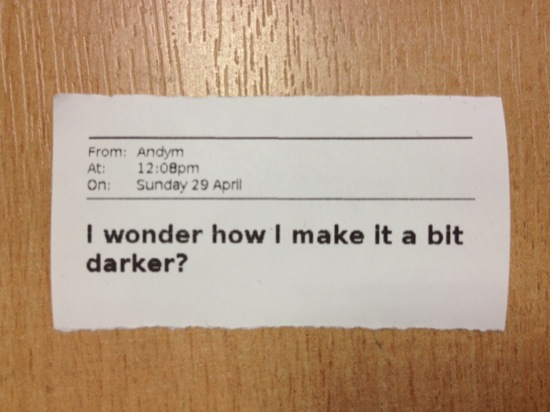 From: Andym
At: 12:08pm
On: Sunday 29 April
I wonder how I make it a bit
darker?